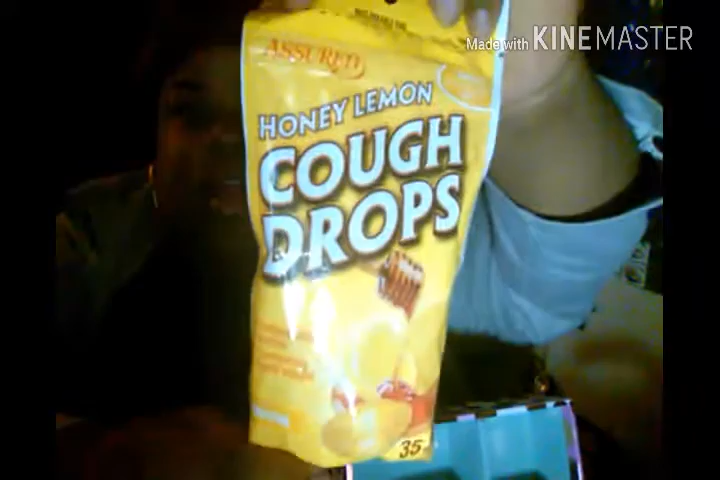 Made with KINEMASTER
ASSURED
HONEY LEMON
COUGH
DROPS
35